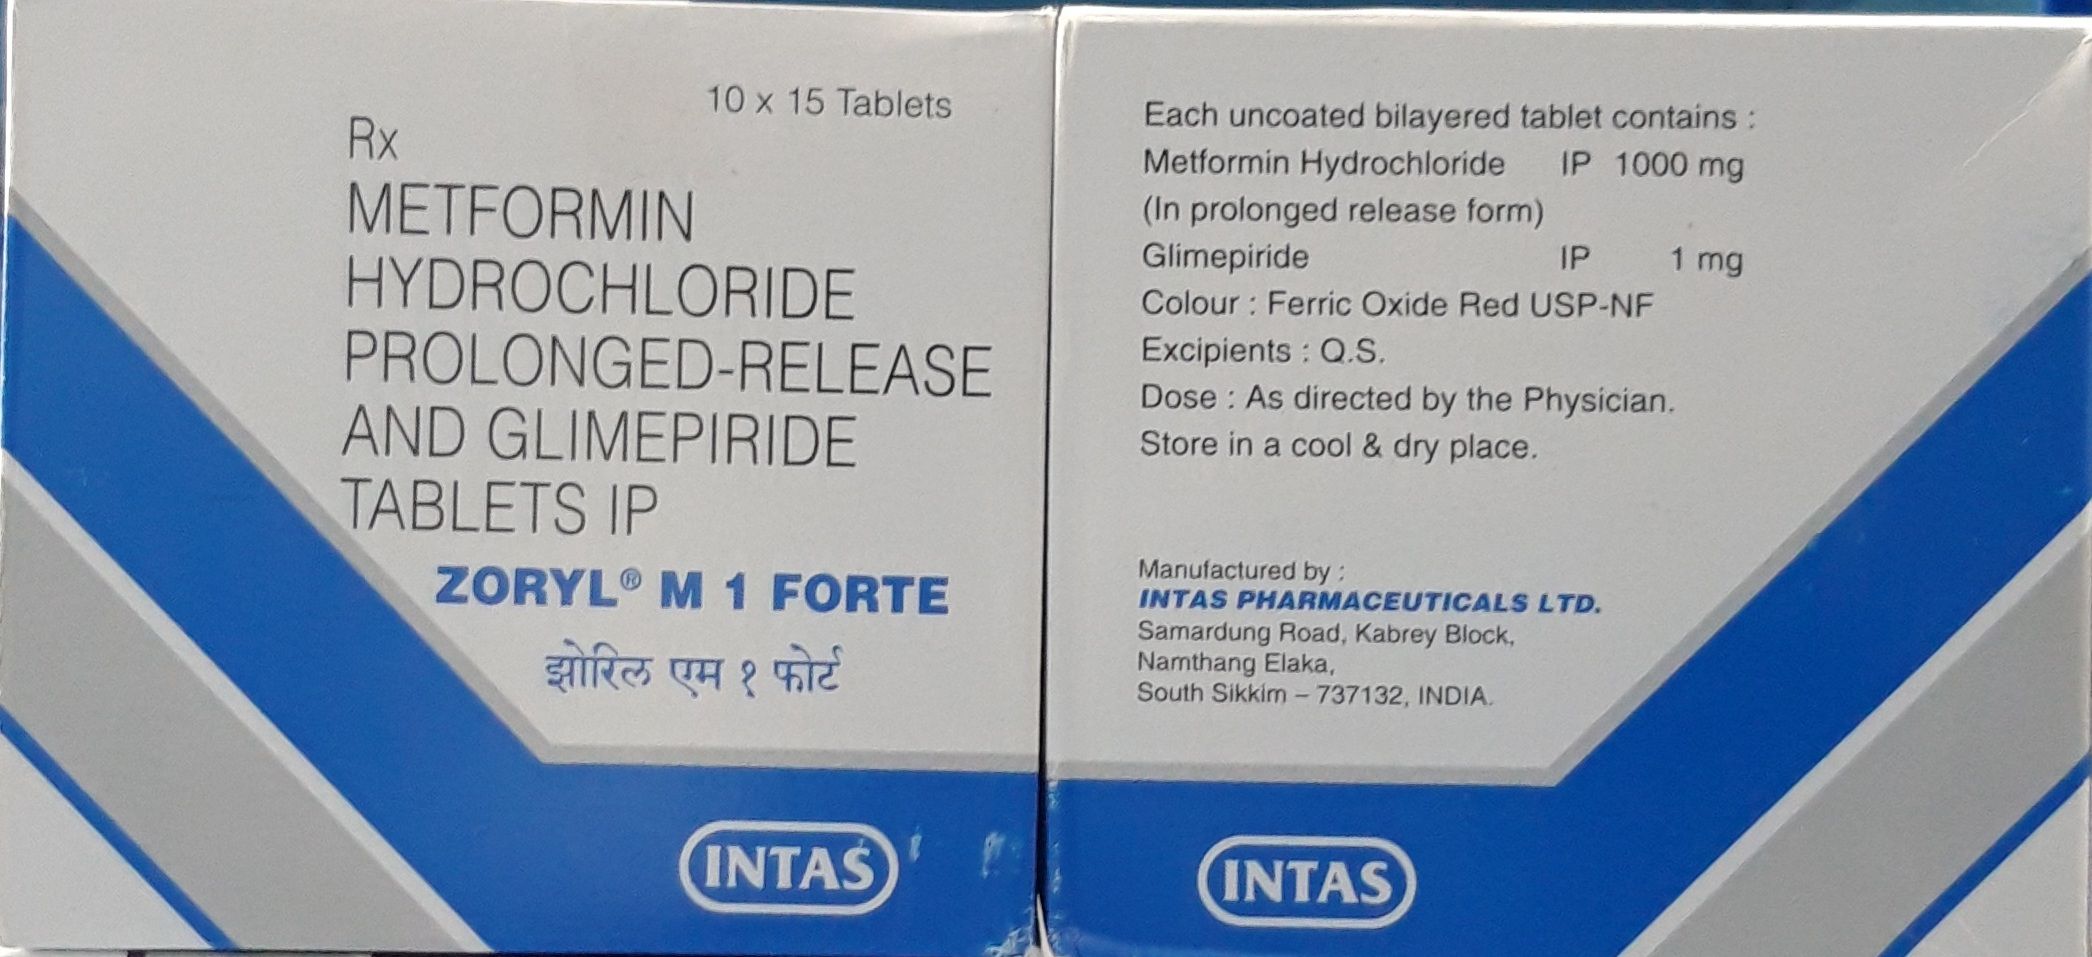 10 x 15 Tablets
Rx
METFORMIN
HYDROCHLORIDE
PROLONGED-RELEASE
AND GLIMEPIRIDE
TABLETS IP
ZORYL® M 1 FORTE
झोरिल एम १ फोर्ट
INTAS
Each uncoated bilayered tablet contains :
Metformin Hydrochloride IP 1000 mg
(In prolonged release form)
Glimepiride IP 1 mg
Colour : Ferric Oxide Red USP-NF
Excipients : Q.S.
Dose : As directed by the Physician.
Store in a cool & dry place.
Manufactured by :
INTAS PHARMACEUTICALS LTD.
Samardung Road, Kabrey Block,
Namthang Elaka,
South Sikkim – 737132, INDIA.
INTAS